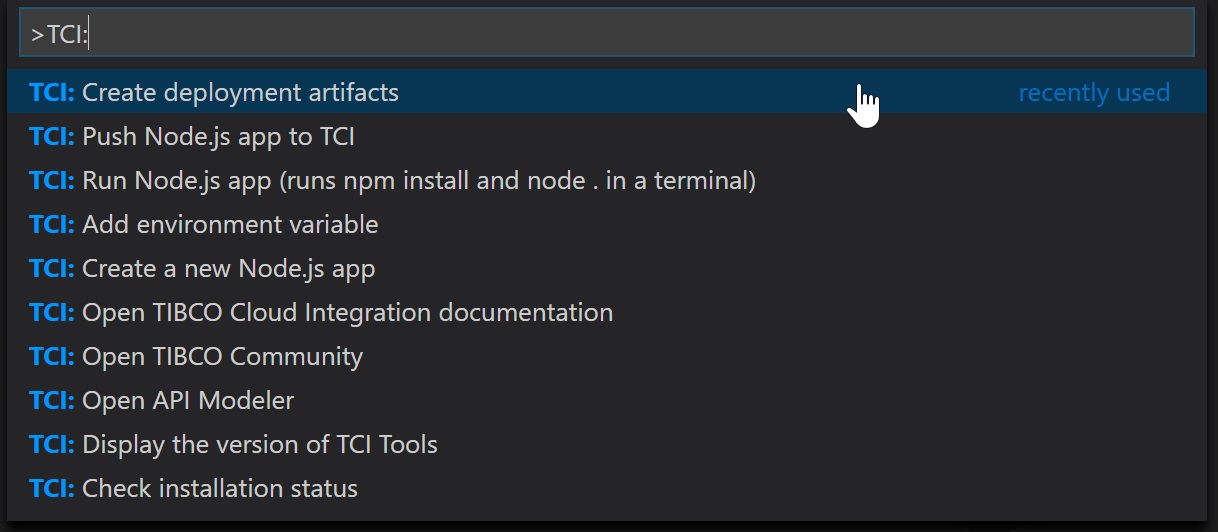 >TCI:
TCI: Create deployment artifacts recently used
TCI: Push Node.js app to TCI
TCI: Run Node.js app (runs npm install and node . in a terminal)
TCI: Add environment variable
TCI: Create a new Node.js app
TCI: Open TIBCO Cloud Integration documentation
TCI: Open TIBCO Community
TCI: Open API Modeler
TCI: Display the version of TCI Tools
TCI: Check installation status